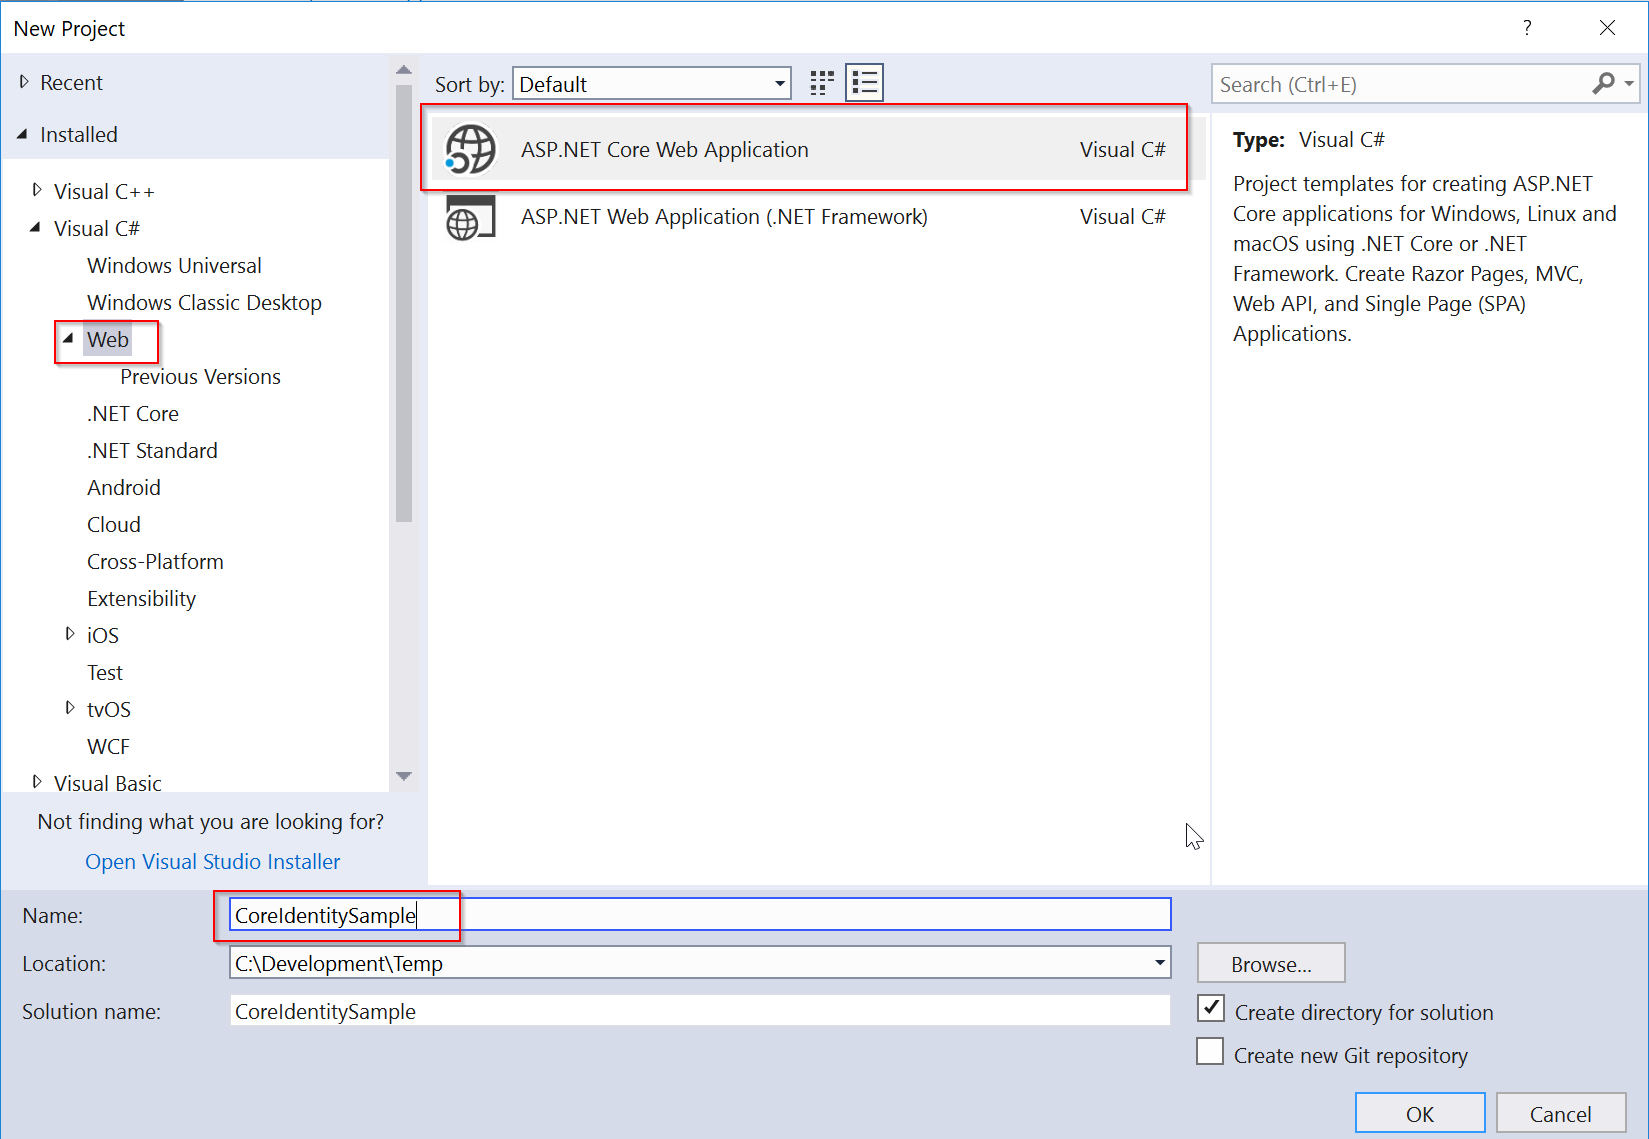 New Project
?
Recent
Installed
Visual C++
Visual C#
Windows Universal
Windows Classic Desktop
Web
Previous Versions
.NET Core
.NET Standard
Android
Cloud
Cross-Platform
Extensibility
iOS
Test
tvOS
WCF
Visual Basic
Not finding what you are looking for?
Open Visual Studio Installer
Sort by: Default
ASP.NET Core Web Application Visual C#
ASP.NET Web Application (.NET Framework) Visual C#
Search (Ctrl+E)
Type: Visual C#
Project templates for creating ASP.NET
Core applications for Windows, Linux and
macOS using .NET Core or .NET
Framework. Create Razor Pages, MVC,
Web API, and Single Page (SPA)
Applications.
Name: CoreIdentitySample
Location: C:\Development\Temp
Browse...
Solution name: CoreIdentitySample
Create directory for solution
Create new Git repository
OK
Cancel